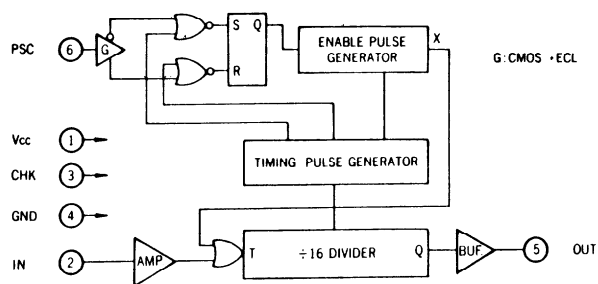 PSC 6 G S Q R
ENABLE PULSE
GENERATOR
X
G:CMOS→ECL
Vcc 1
CHK 3
TIMING PULSE GENERATOR
GND 4
IN 2 AMP T ÷16 DIVIDER Q BUF. 5 OUT